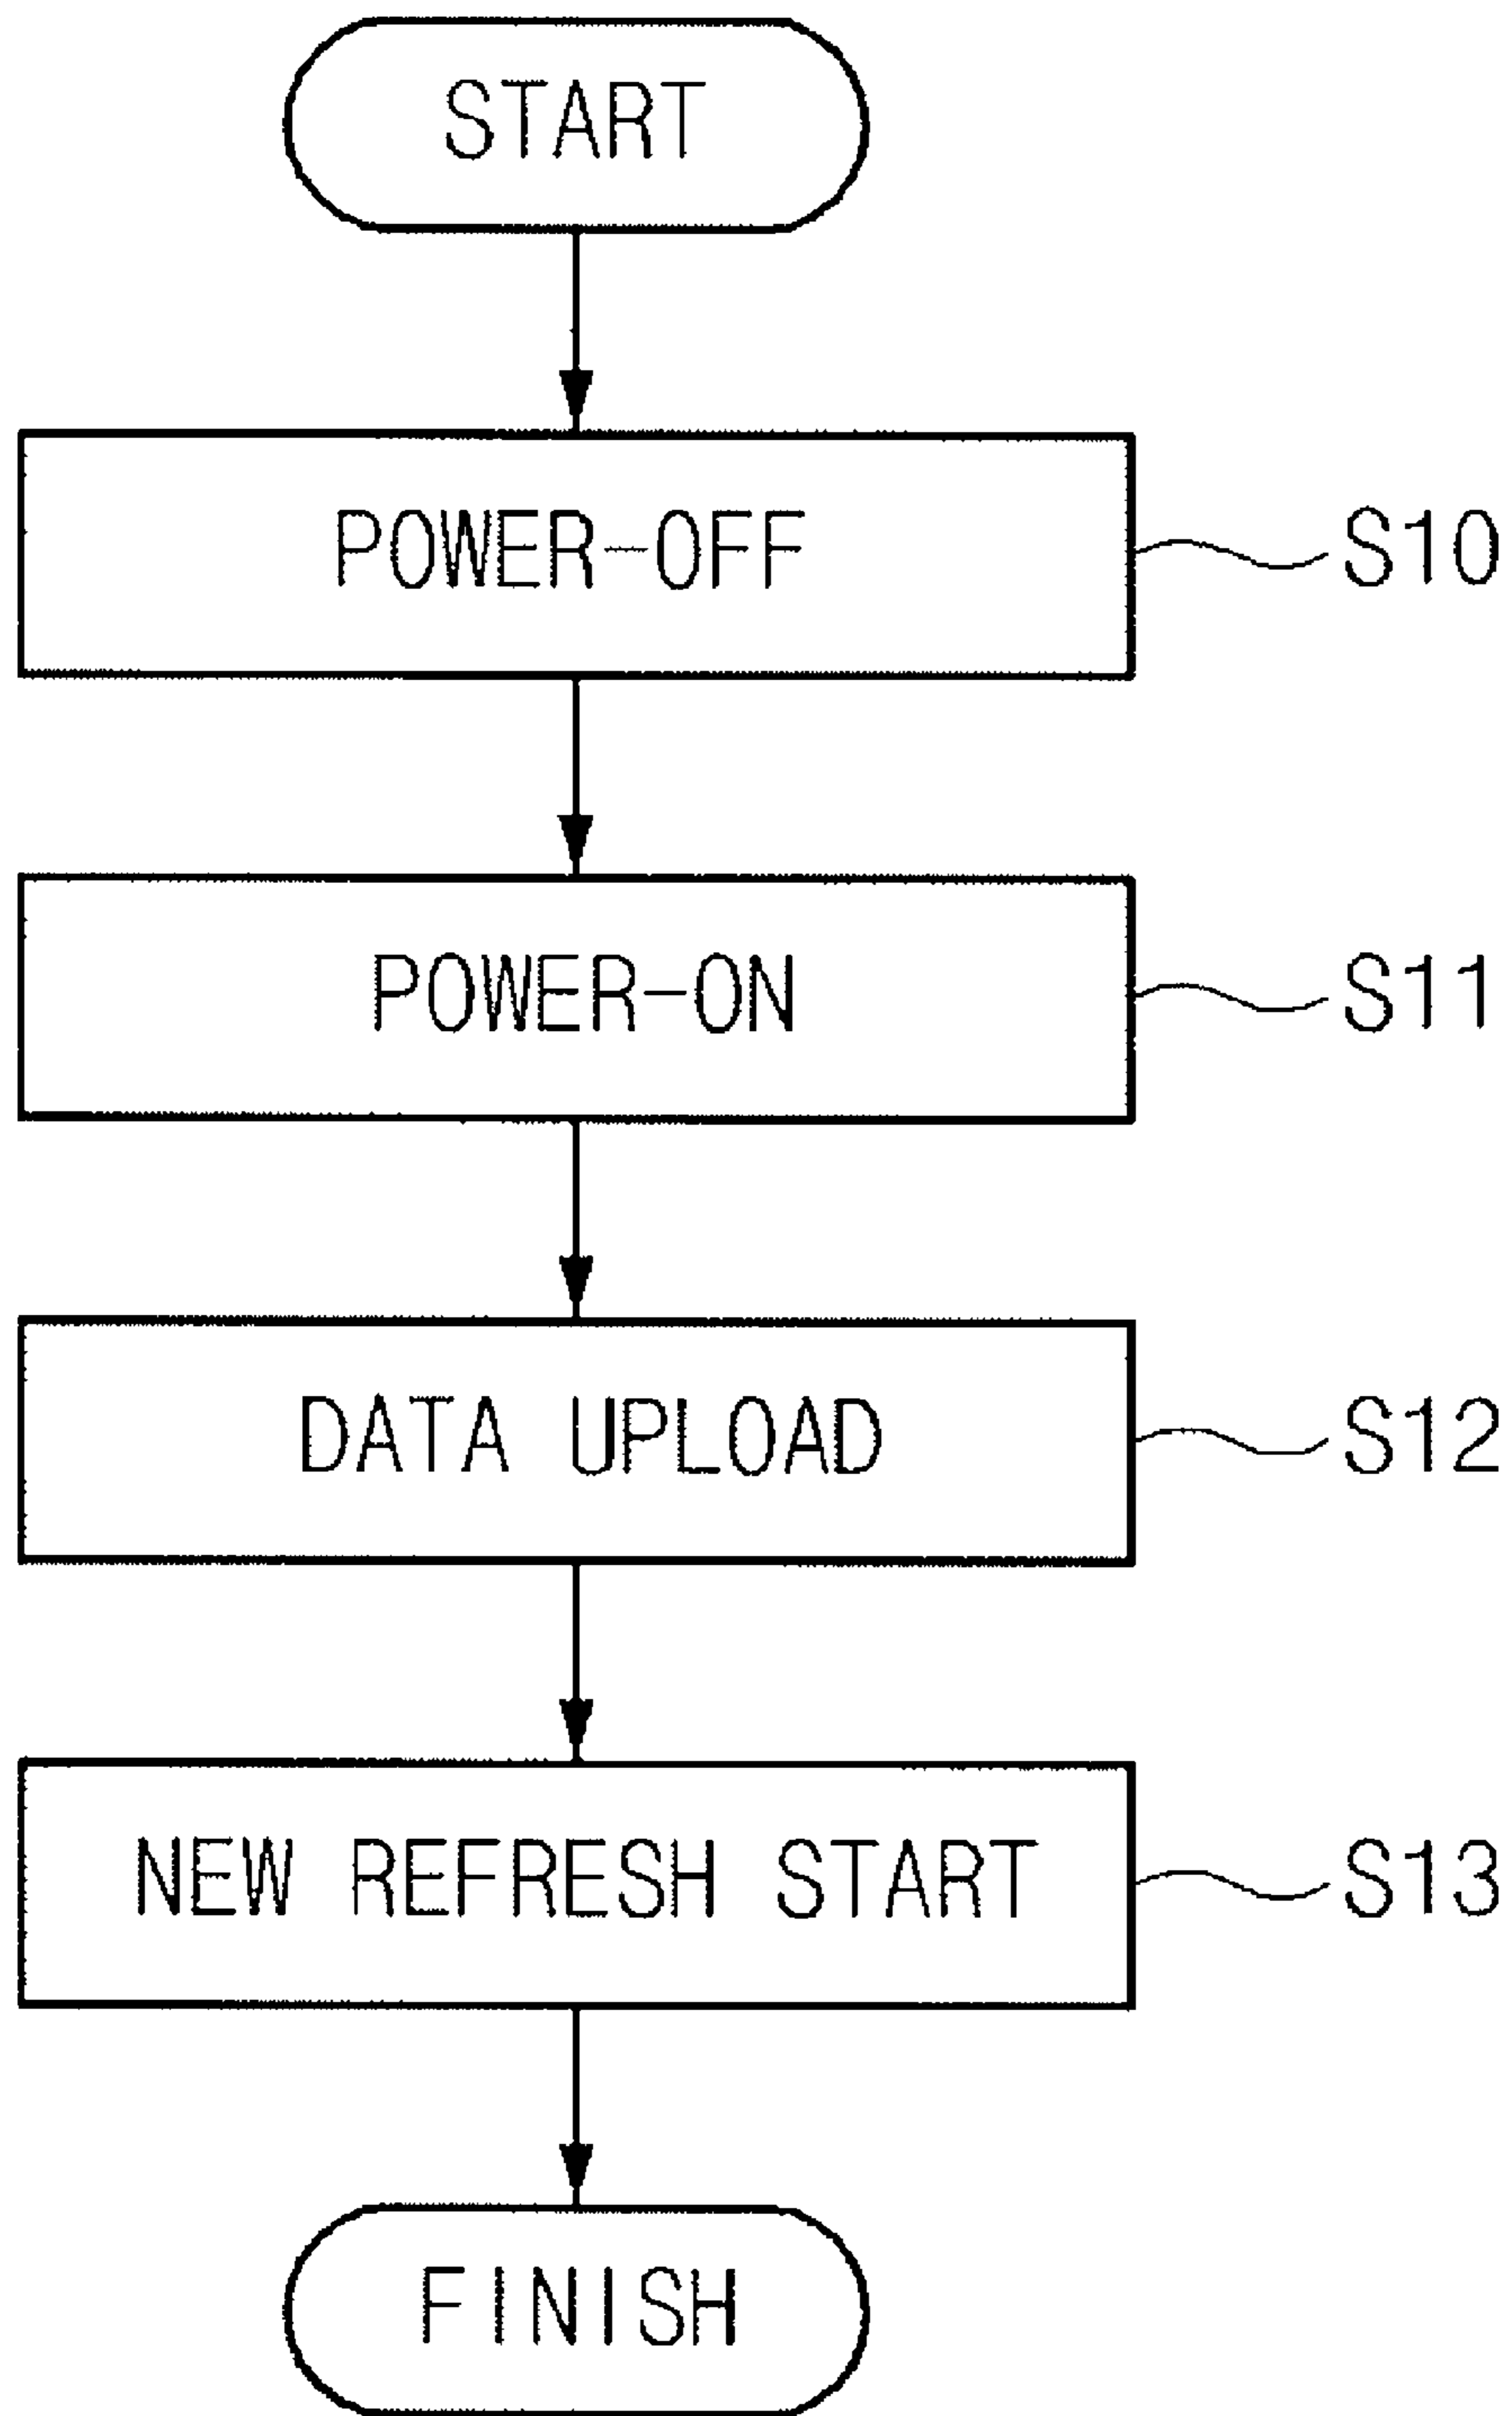 START
POWER-OFF
S10
POWER-ON
S11
DATA UPLOAD
S12
NEW REFRESH START
S13
FINISH